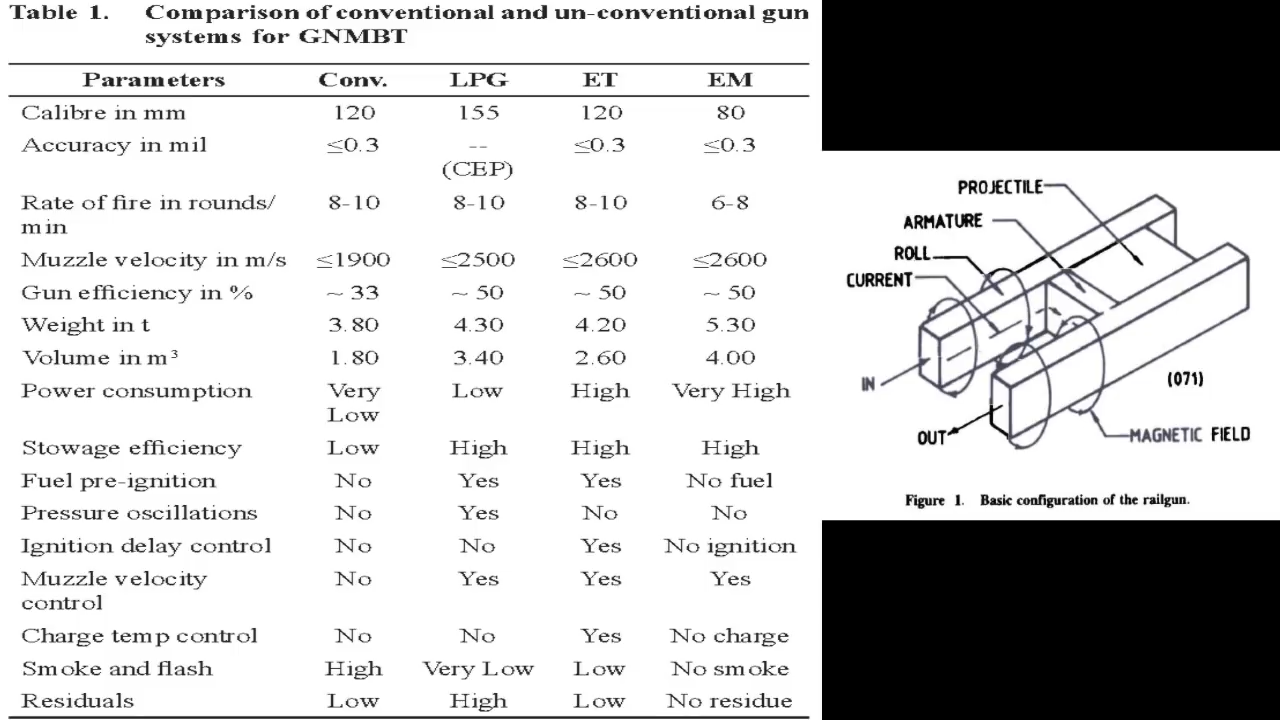 Table 1. Comparison of conventional and un-conventional gun
systems for GNMBT
Parameters Conv. LPG ET EM
Calibre in mm 120 155 120 80
Accuracy in mil ≤0.3 -- ≤0.3 ≤0.3
(CEP)
Rate of fire in rounds/ 8-10 8-10 8-10 6-8
min
Muzzle velocity in m/s ≤1900 ≤2500 ≤2600 ≤2600
Gun efficiency in % ~ 33 ~ 50 ~ 50 ~ 50
Weight in t 3.80 4.30 4.20 5.30
Volume in m³ 1.80 3.40 2.60 4.00
Power consumption Very Low High Very High
Low
Stowage efficiency Low High High High
Fuel pre-ignition No Yes Yes No fuel
Pressure oscillations No Yes No No
Ignition delay control No No Yes No ignition
Muzzle velocity No Yes Yes Yes
control
Charge temp control No No Yes No charge
Smoke and flash High Very Low Low No smoke
Residuals Low High Low No residue
PROJECTILE
ARMATURE
ROLL
CURRENT
IN
(071)
OUT
MAGNETIC FIELD
Figure 1. Basic configuration of the railgun.